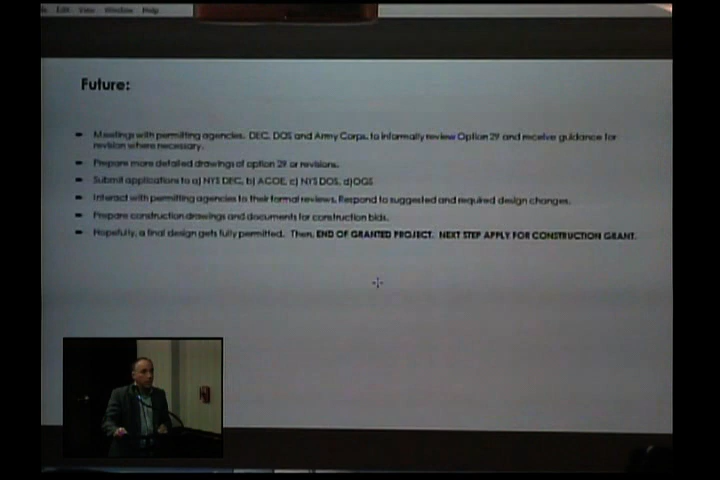 Edit View Window Help
Future:
Meetings with permitting agencies, DEC, DOS and Army Corps, to informally review Option 29 and receive guidance for
revision where necessary.
Prepare more detailed drawings of option 29 or revisions.
Submit applications to a) NYS DEC, b) ACOE, c) NYS DOS, d)OGS
Interact with permitting agencies to their formal reviews. Respond to suggested and required design changes.
Prepare construction drawings and documents for construction bids.
Hopefully, a final design gets fully permitted. Then, END OF GRANTED PROJECT. NEXT STEP APPLY FOR CONSTRUCTION GRANT.